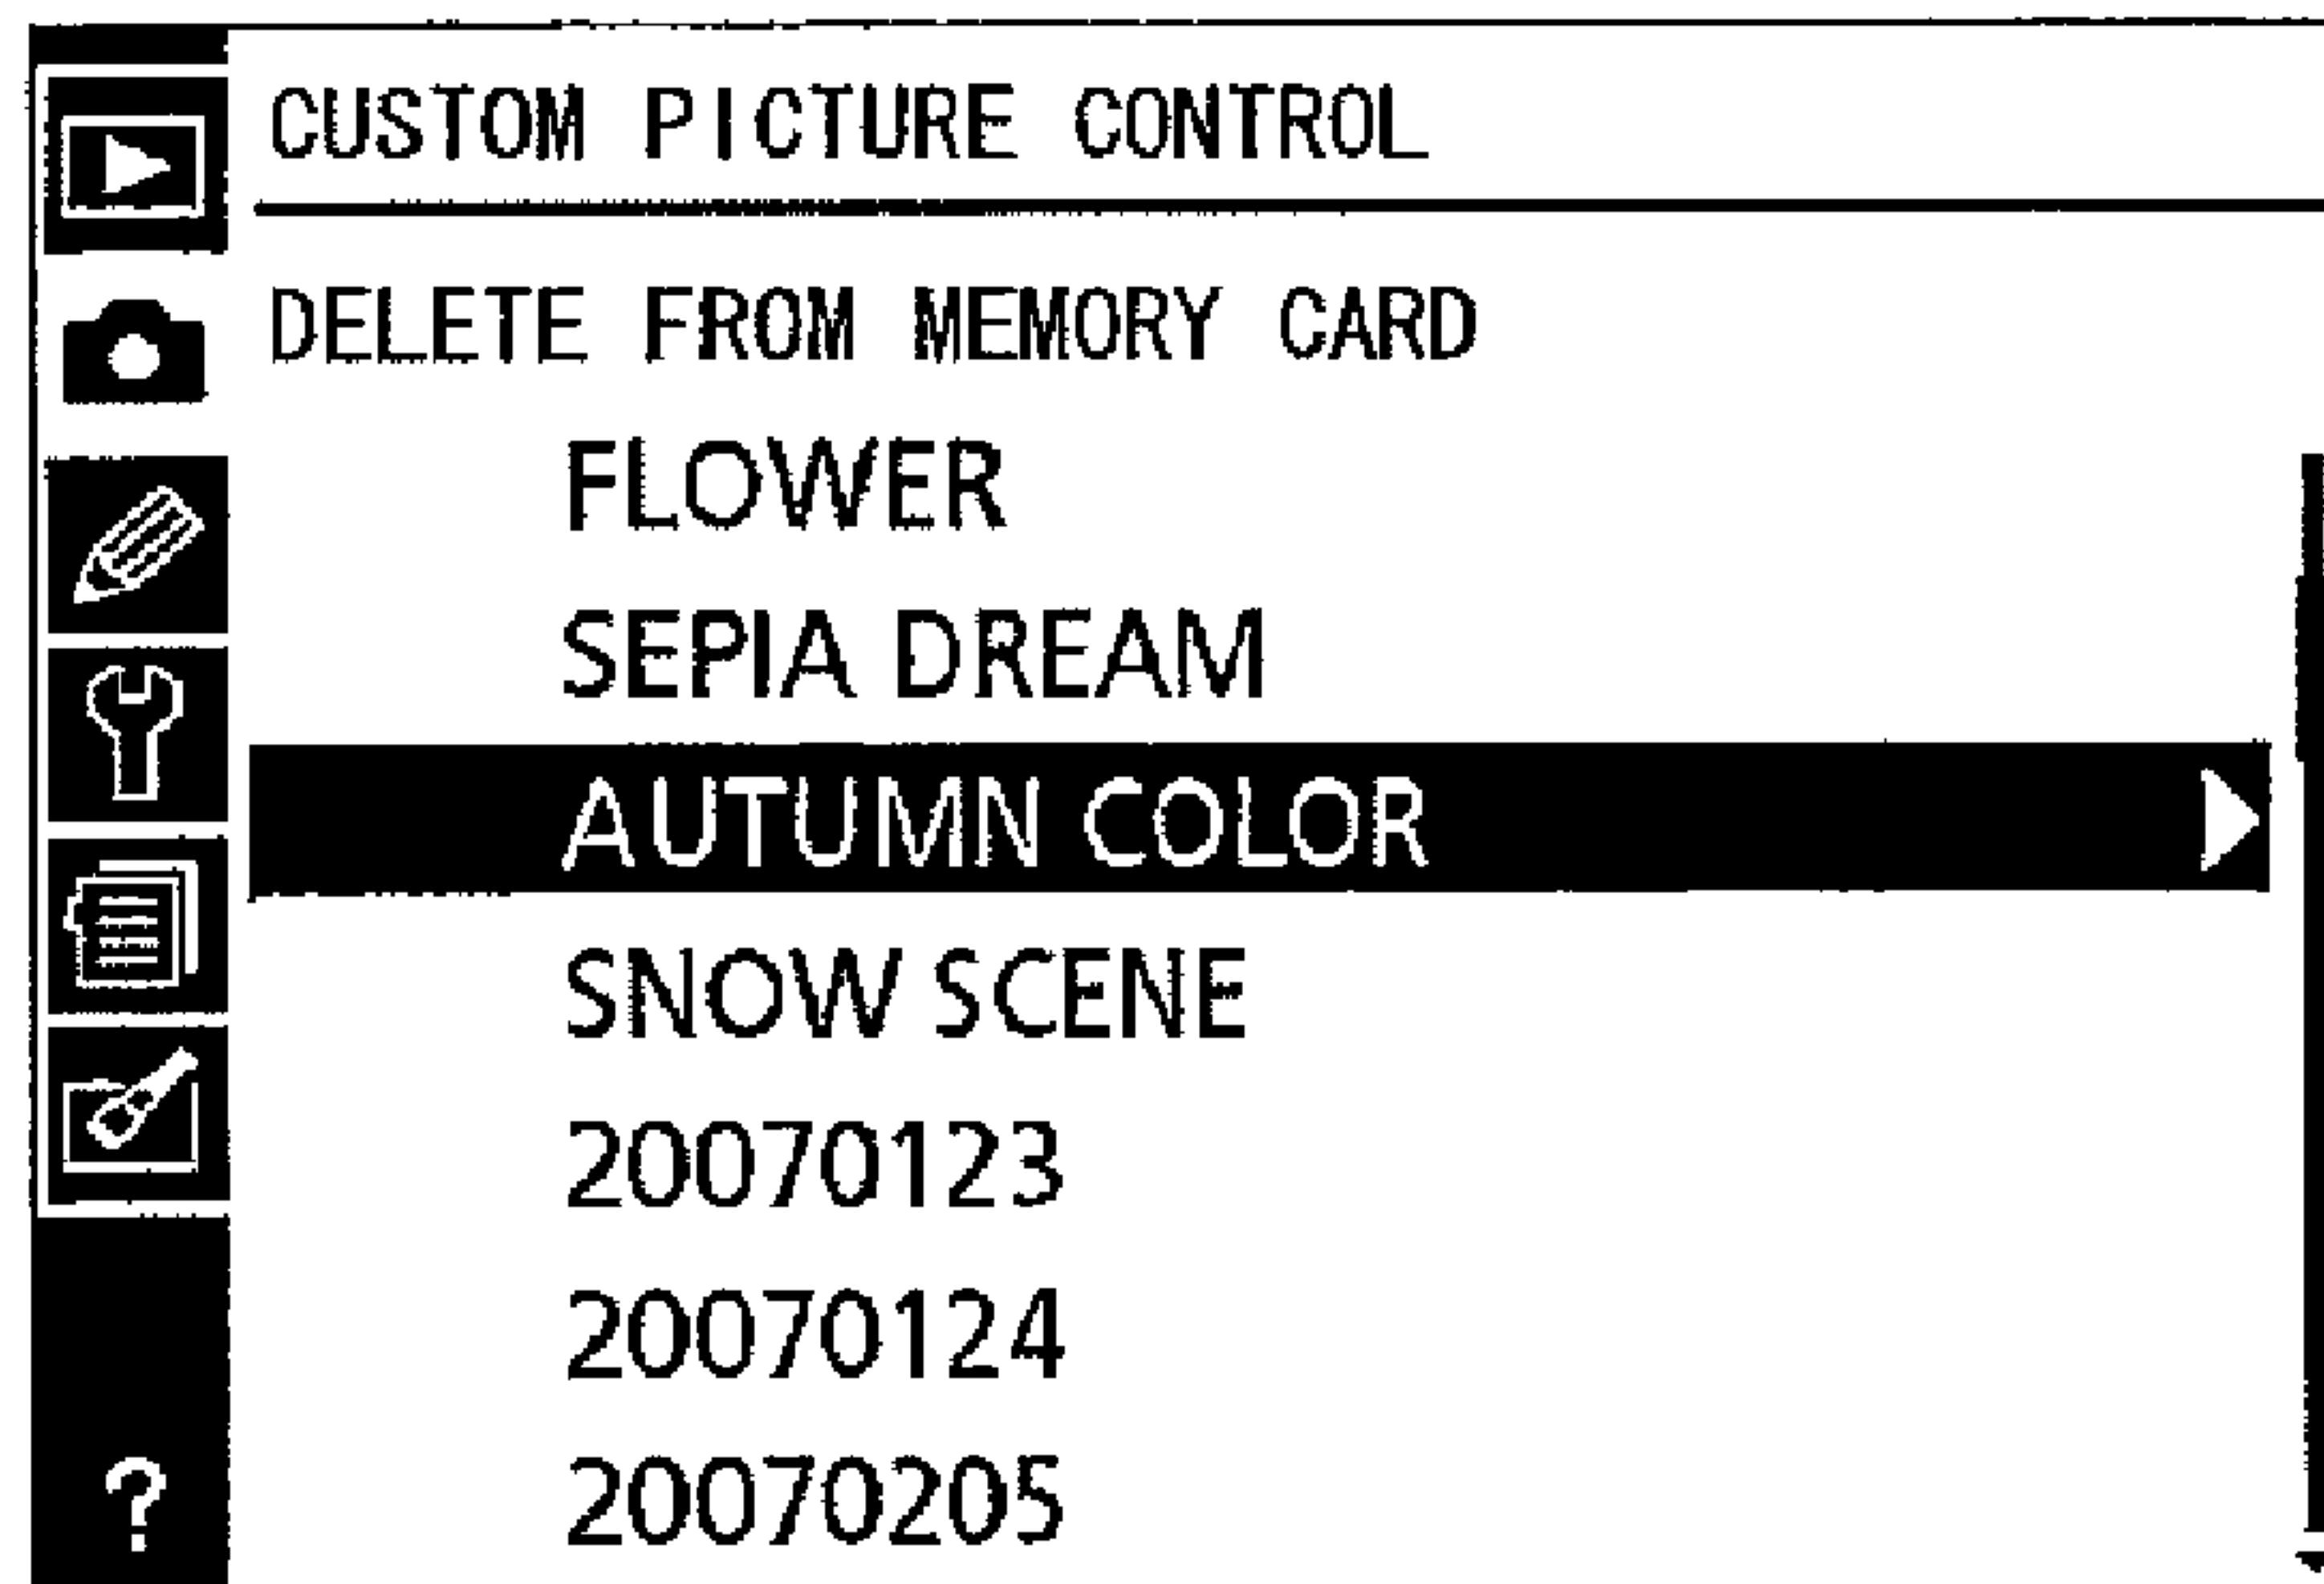 CUSTOM PICTURE CONTROL
DELETE FROM MEMORY CARD
FLOWER
SEPIA DREAM
AUTUMN COLOR
SNOW SCENE
20070123
20070124
20070205
?